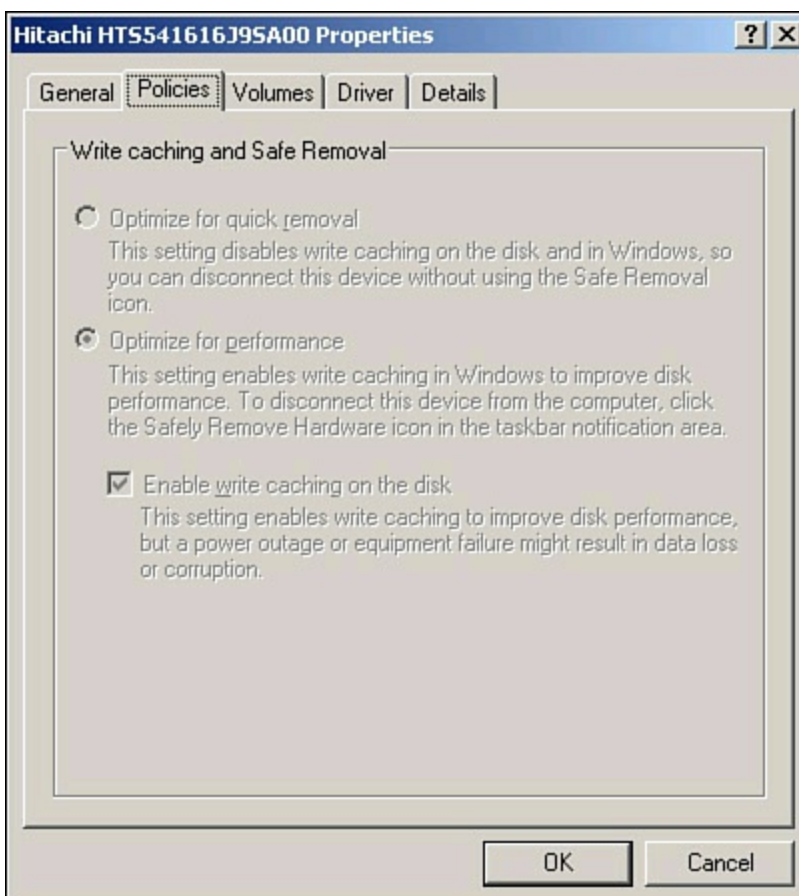 Hitachi HTS541616J9SA00 Properties
General Policies Volumes Driver Details
Write caching and Safe Removal
Optimize for quick removal
This setting disables write caching on the disk and in Windows, so
you can disconnect this device without using the Safe Removal
icon.
Optimize for performance
This setting enables write caching in Windows to improve disk
performance. To disconnect this device from the computer, click
the Safely Remove Hardware icon in the taskbar notification area.
Enable write caching on the disk
This setting enables write caching to improve disk performance,
but a power outage or equipment failure might result in data loss
or corruption.
OK Cancel